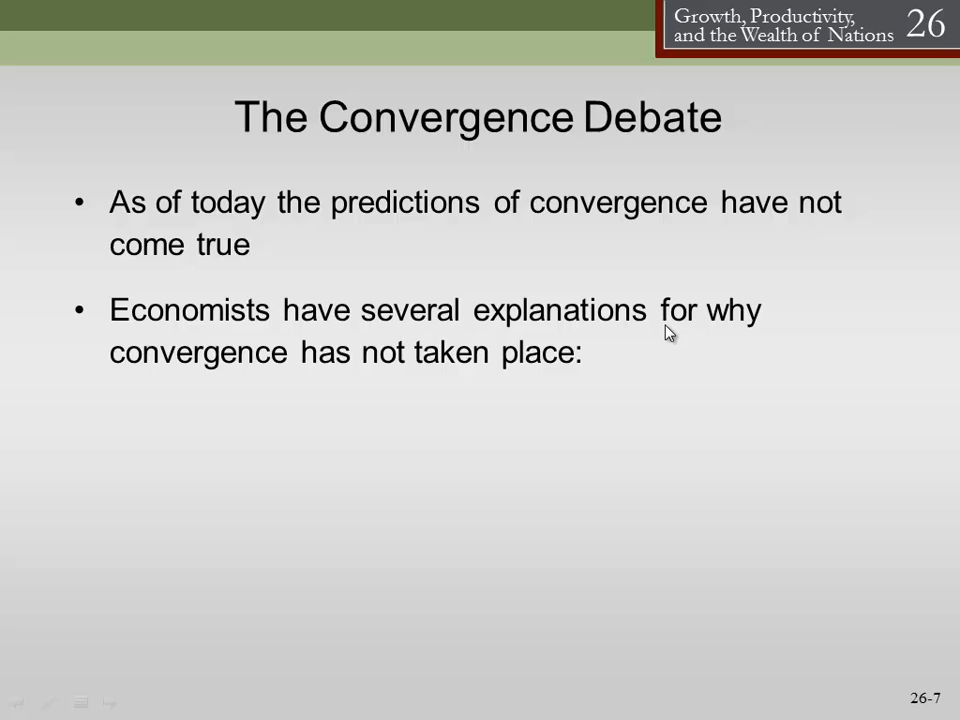 Growth, Productivity,
and the Wealth of Nations
26
The Convergence Debate
• As of today the predictions of convergence have not
come true
• Economists have several explanations for why
convergence has not taken place:
26-7